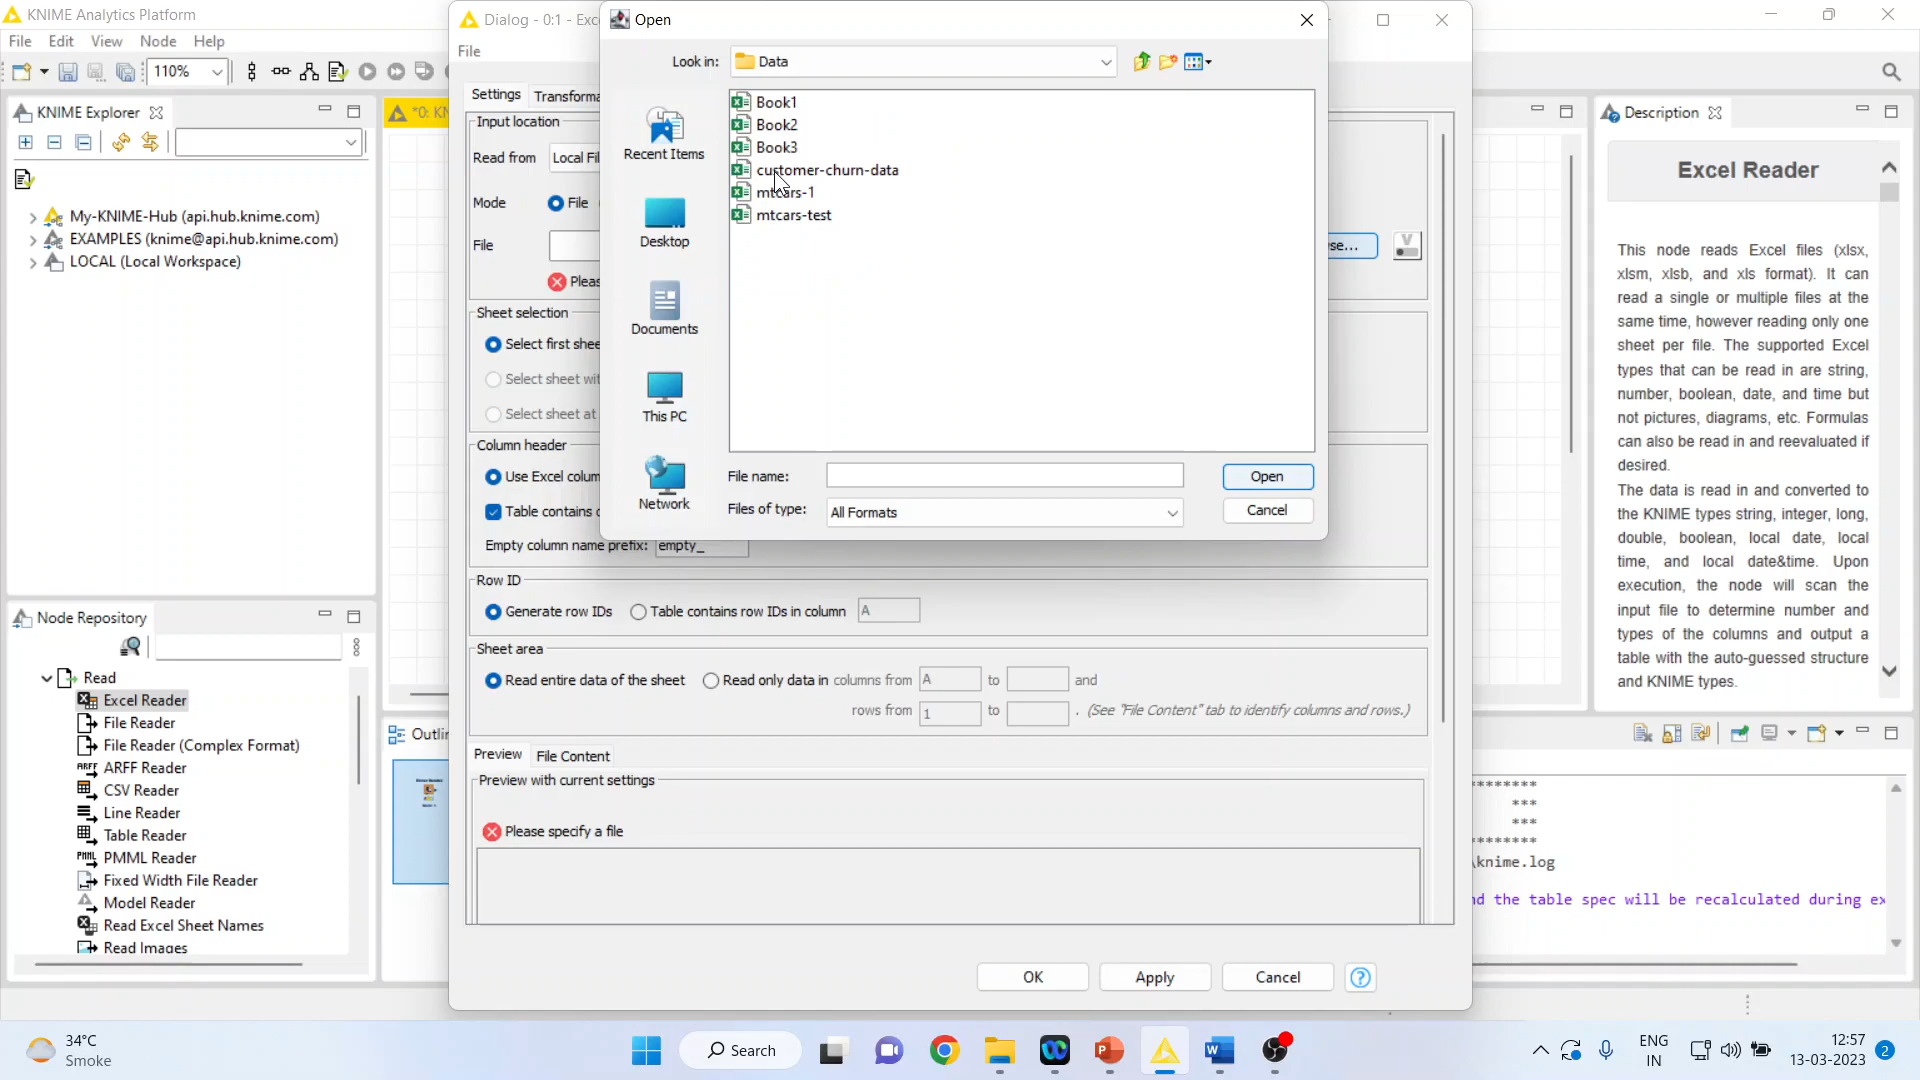 KNIME Analytics Platform
File Edit View Node Help
110%
KNIME Explorer
My-KNIME-Hub (api.hub.knime.com)
EXAMPLES (knime@api.hub.knime.com)
LOCAL (Local Workspace)
Node Repository
Read
Excel Reader
File Reader
File Reader (Complex Format)
ARFF Reader
CSV Reader
Line Reader
Table Reader
PMML Reader
Fixed Width File Reader
Model Reader
Read Excel Sheet Names
Read Images
Dialog - 0:1 - Exce
File
Settings Transforma
Input location
Read from Local Fil
Mode File
File
Pleas
se...
Sheet selection
Select first shee
Select sheet wit
Select sheet at
Column header
Use Excel colum
Table contains c
Empty column name prefix: empty_
Row ID
Generate row IDs Table contains row IDs in column A
Sheet area
Read entire data of the sheet Read only data in columns from A to and
rows from 1 to . (See "File Content" tab to identify columns and rows.)
Preview File Content
Preview with current settings
Please specify a file
OK Apply Cancel
Open
Look in: Data
Recent Items
Desktop
Documents
This PC
Network
Book1
Book2
Book3
customer-churn-data
mtcars-1
mtcars-test
File name: Open
Files of type: All Formats Cancel
Description
Excel Reader
This node reads Excel files (xlsx,
xlsm, xlsb, and xls format). It can
read a single or multiple files at the
same time, however reading only one
sheet per file. The supported Excel
types that can be read in are string,
number, boolean, date, and time but
not pictures, diagrams, etc. Formulas
can also be read in and reevaluated if
desired.
The data is read in and converted to
the KNIME types string, integer, long,
double, boolean, local date, local
time, and local date&time. Upon
execution, the node will scan the
input file to determine number and
types of the columns and output a
table with the auto-guessed structure
and KNIME types.
Outlin
********
***
***
********
\knime.log
nd the table spec will be recalculated during ex
34°C
Smoke
Search
ENG
IN
12:57
13-03-2023
2